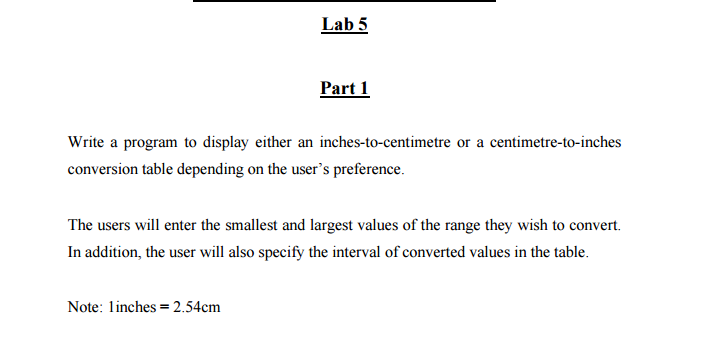 Lab 5
Part 1
Write a program to display either an inches-to-centimetre or a centimetre-to-inches
conversion table depending on the user's preference.
The users will enter the smallest and largest values of the range they wish to convert.
In addition, the user will also specify the interval of converted values in the table.
Note: 1inches = 2.54cm